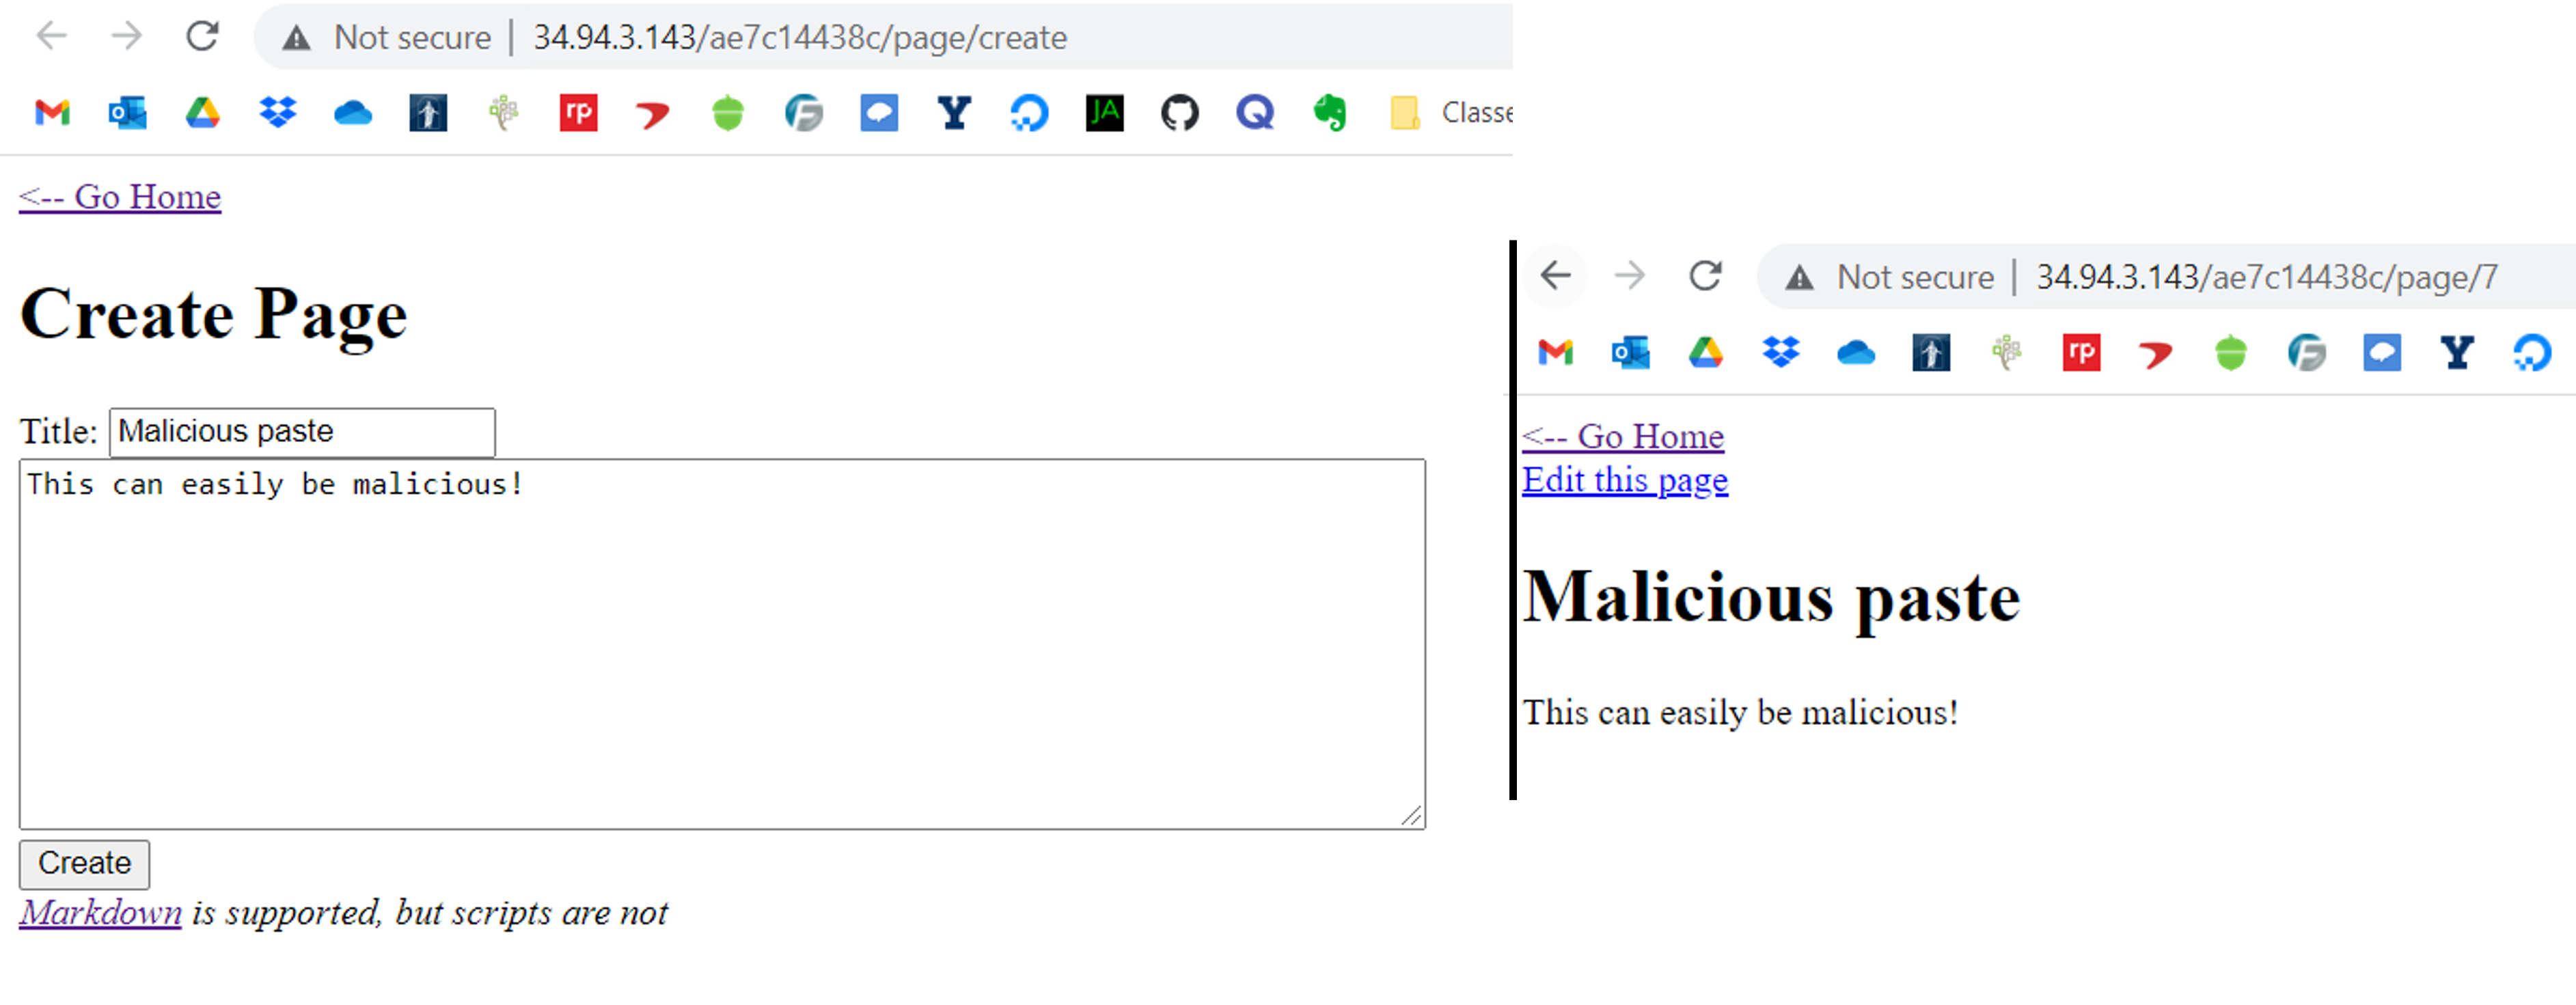 Not secure | 34.94.3.143/ae7c14438c/page/create
rp JA Classe
<-- Go Home
Create Page
Title: Malicious paste
This can easily be malicious!
Create
Markdown is supported, but scripts are not
Not secure | 34.94.3.143/ae7c14438c/page/7
rp
<-- Go Home
Edit this page
Malicious paste
This can easily be malicious!